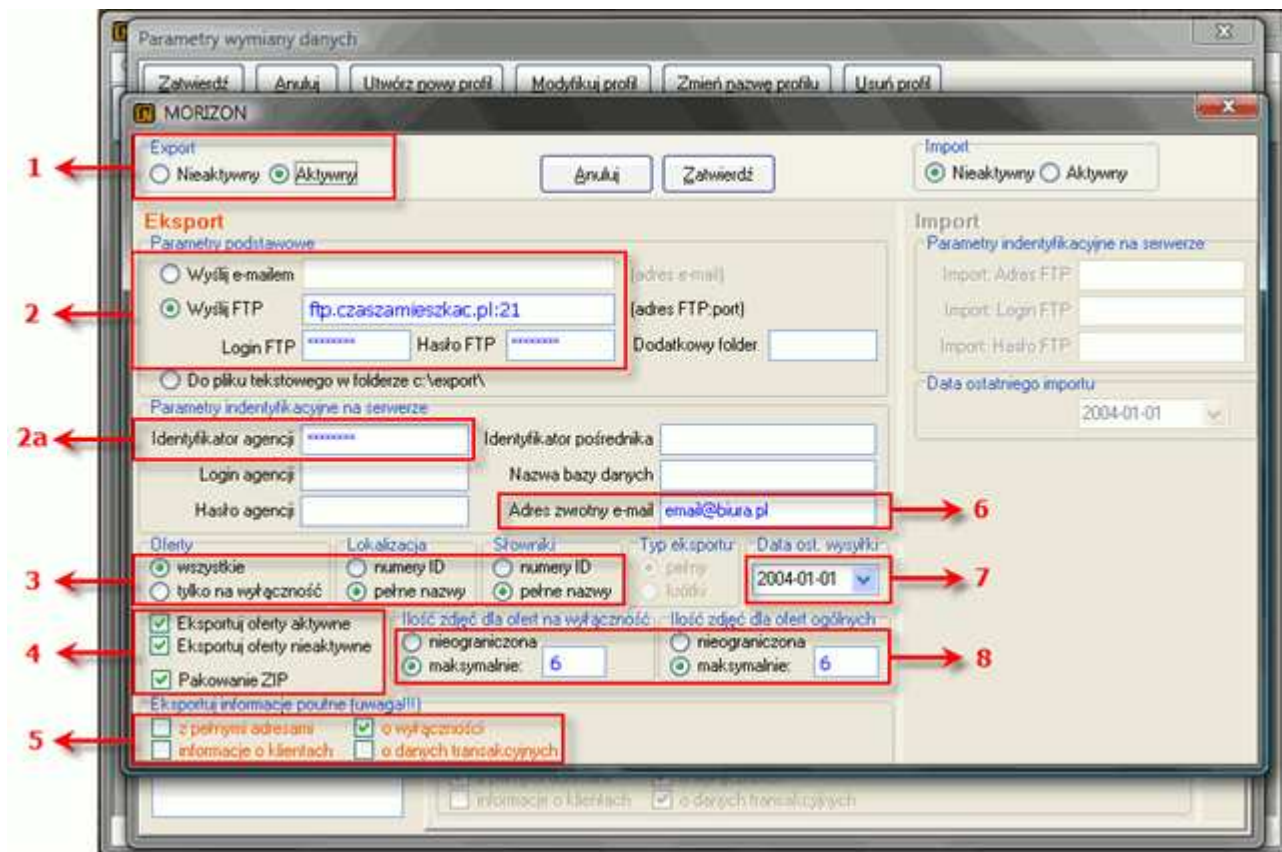 Parametry wymiany danych
Zatwierdź Anuluj Utwórz nowy profil Modyfikuj profil Zmień nazwę profilu Usuń profil
MORIZON
1
Export
Nieaktywny Aktywny
Anuluj Zatwierdź
Import
Nieaktywny Aktywny
Eksport
Import
Parametry podstawowe
Parametry indentyfikacyjne na serwerze
Wyślij e-mailem (adres e-mail)
Import: Adres FTP
2
Wyślij FTP ftp.czaszamieszkac.pl:21 (adres FTP:port)
Import: Login FTP
Login FTP ******** Hasło FTP ******** Dodatkowy folder
Import: Hasło FTP
Do pliku tekstowego w folderze c:\export\
Data ostatniego importu
2004-01-01
Parametry indentyfikacyjne na serwerze
2a
Identyfikator agencji ******** Identyfikator pośrednika
Login agencji Nazwa bazy danych
Hasło agencji Adres zwrotny e-mail email@biura.pl
6
Oferty Lokalizacja Słowniki Typ eksportu Data ost. wysyłki
3
wszystkie numery ID numery ID pełny 2004-01-01
7
tylko na wyłączność pełne nazwy pełne nazwy krótki
4
Eksportuj oferty aktywne
Eksportuj oferty nieaktywne
Pakowanie ZIP
Ilość zdjęć dla ofert na wyłączność Ilość zdjęć dla ofert ogólnych
nieograniczona nieograniczona
maksymalnie: 6 maksymalnie: 6
8
Eksportuj informacje poufne (uwaga!!!)
5
z pełnymi adresami o wyłączności
informacje o klientach o danych transakcyjnych
informacje o klientach o danych transakcyjnych